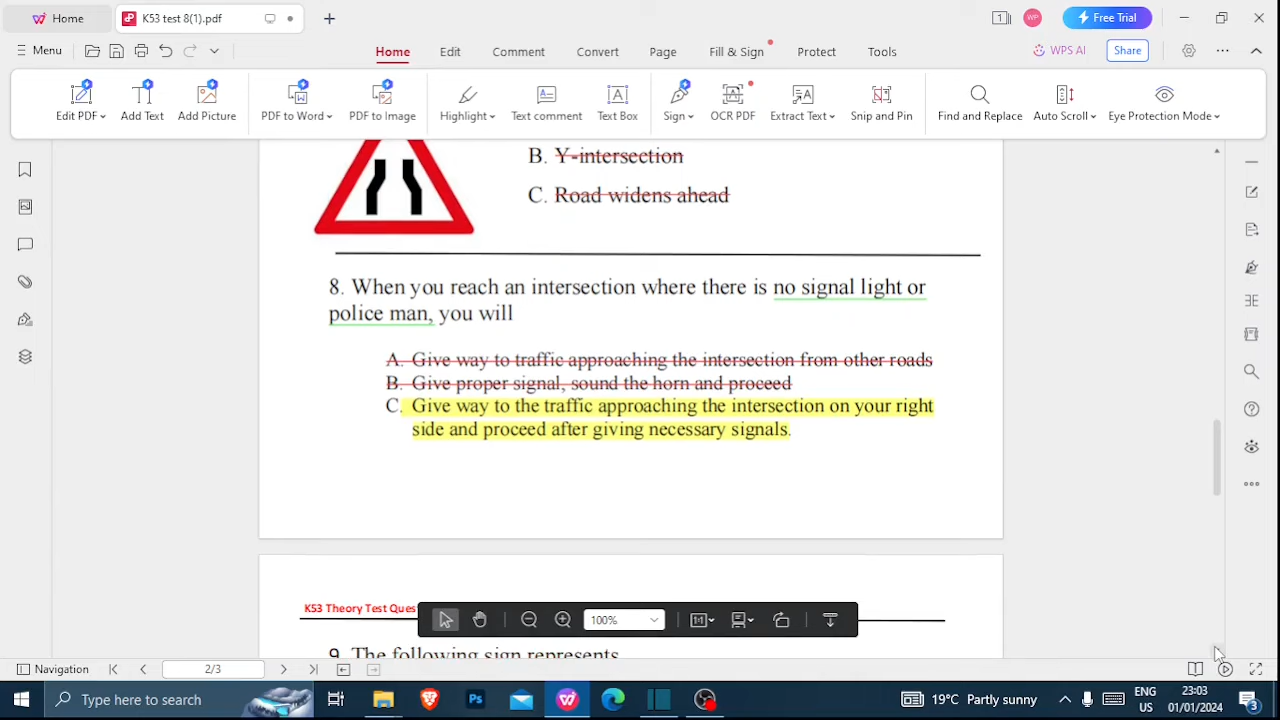 Home
K53 test 8(1).pdf
1
WP
Free Trial
Menu
Home
Edit
Comment
Convert
Page
Fill & Sign
Protect
Tools
WPS AI
Share
Edit PDF
Add Text
Add Picture
PDF to Word
PDF to Image
Highlight
Text comment
Text Box
Sign
OCR PDF
Extract Text
Snip and Pin
Find and Replace
Auto Scroll
Eye Protection Mode
B. Y-intersection
C. Road widens ahead
8. When you reach an intersection where there is no signal light or
police man, you will
A. Give way to traffic approaching the intersection from other roads
B. Give proper signal, sound the horn and proceed
C. Give way to the traffic approaching the intersection on your right
side and proceed after giving necessary signals.
K53 Theory Test Ques
100%
9. The following sign represents
Navigation
2/3
Type here to search
Ps
19°C Partly sunny
ENG
US
23:03
01/01/2024
3